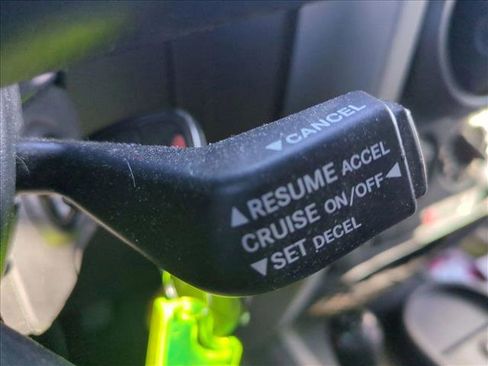 ▼CANCEL
▲RESUME ACCEL
CRUISE ON/OFF◄
▼SET DECEL